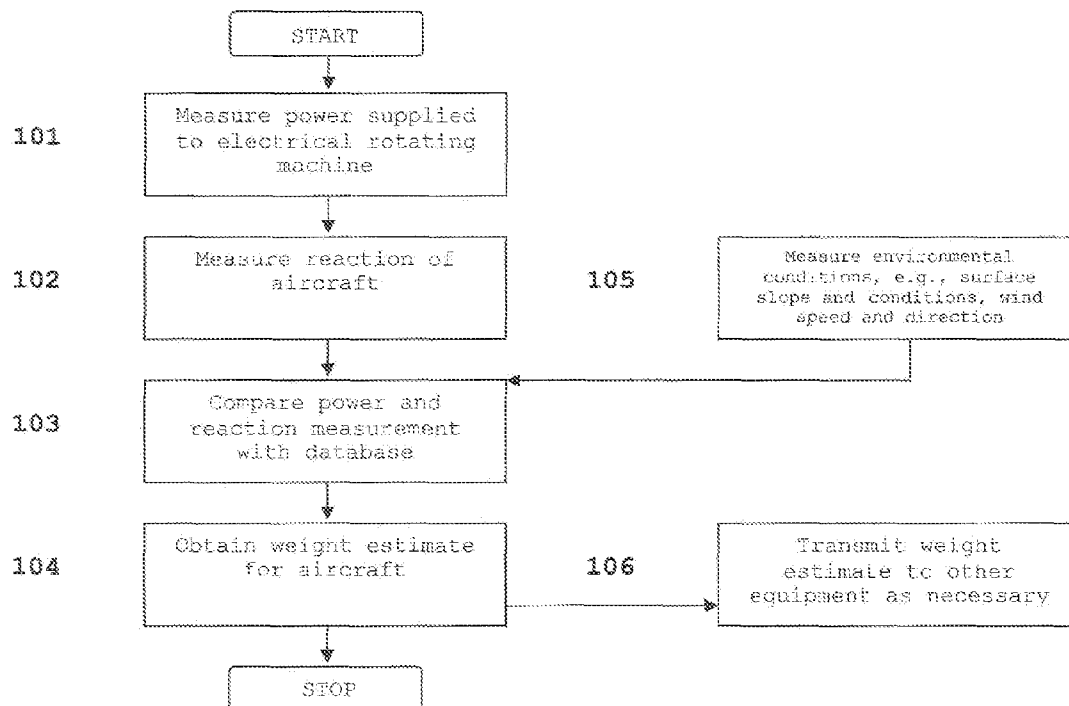 START
101
Measure power supplied
to electrical rotating
machine
102
Measure reaction of
aircraft
105
Measure environmental
conditions, e.g., surface
slope and conditions, wind
speed and direction
103
Compare power and
reaction measurement
with database
104
Obtain weight estimate
for aircraft
106
Transmit weight
estimate to other
equipment as necessary
STOP